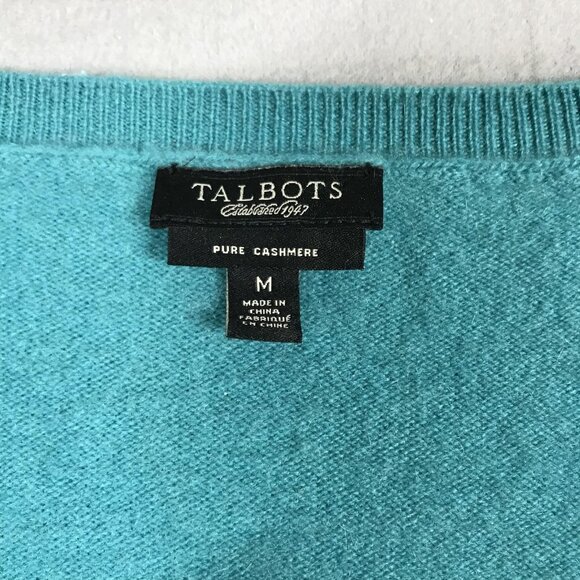 TALBOTS
Established 1947
PURE CASHMERE
M
MADE IN
CHINA
FABRIQUÉ
EN CHINE